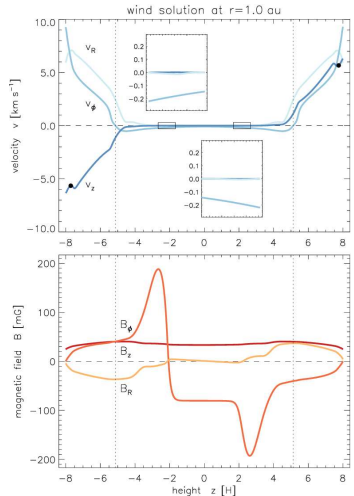 wind solution at r=1.0 au
10.0
5.0
0.0
−5.0
−10.0
velocity v [km s⁻¹]
v_R
v_ϕ
v_z
0.2
0.1
0.0
-0.1
-0.2
0.2
0.1
0.0
-0.1
-0.2
−8 −6 −4 −2 0 2 4 6 8
200
100
0
−100
−200
magnetic field B [mG]
B_ϕ
B_z
B_R
−8 −6 −4 −2 0 2 4 6 8
height z [H]